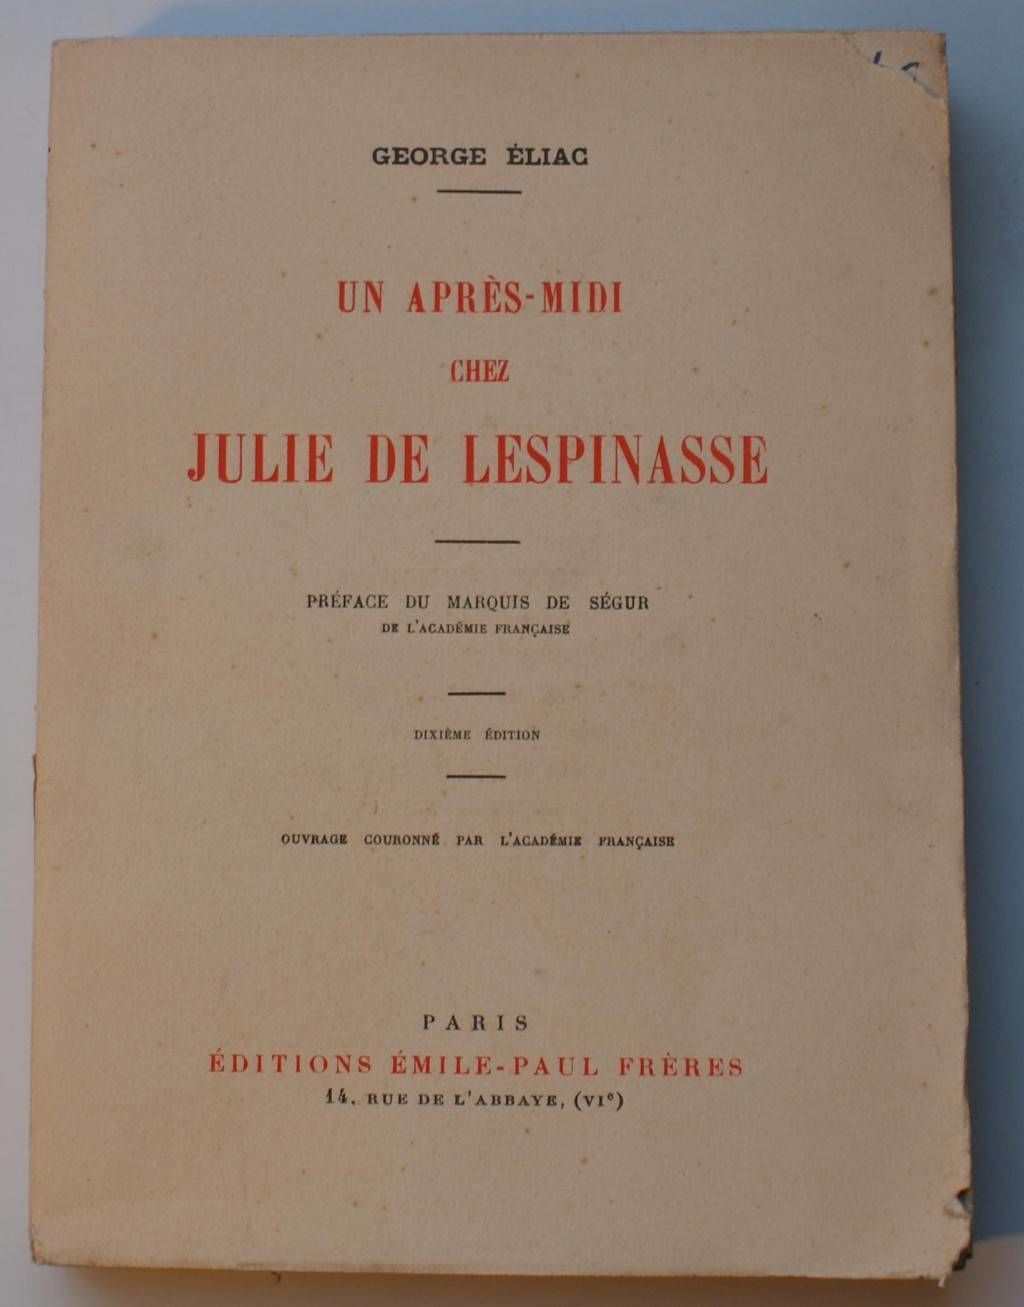 GEORGE ÉLIAC
UN APRÈS-MIDI
CHEZ
JULIE DE LESPINASSE
PRÉFACE DU MARQUIS DE SÉGUR
DE L'ACADÉMIE FRANÇAISE
DIXIÈME ÉDITION
OUVRAGE COURONNÉ PAR L'ACADÉMIE FRANÇAISE
PARIS
ÉDITIONS ÉMILE-PAUL FRÈRES
14, RUE DE L'ABBAYE, (VIe)